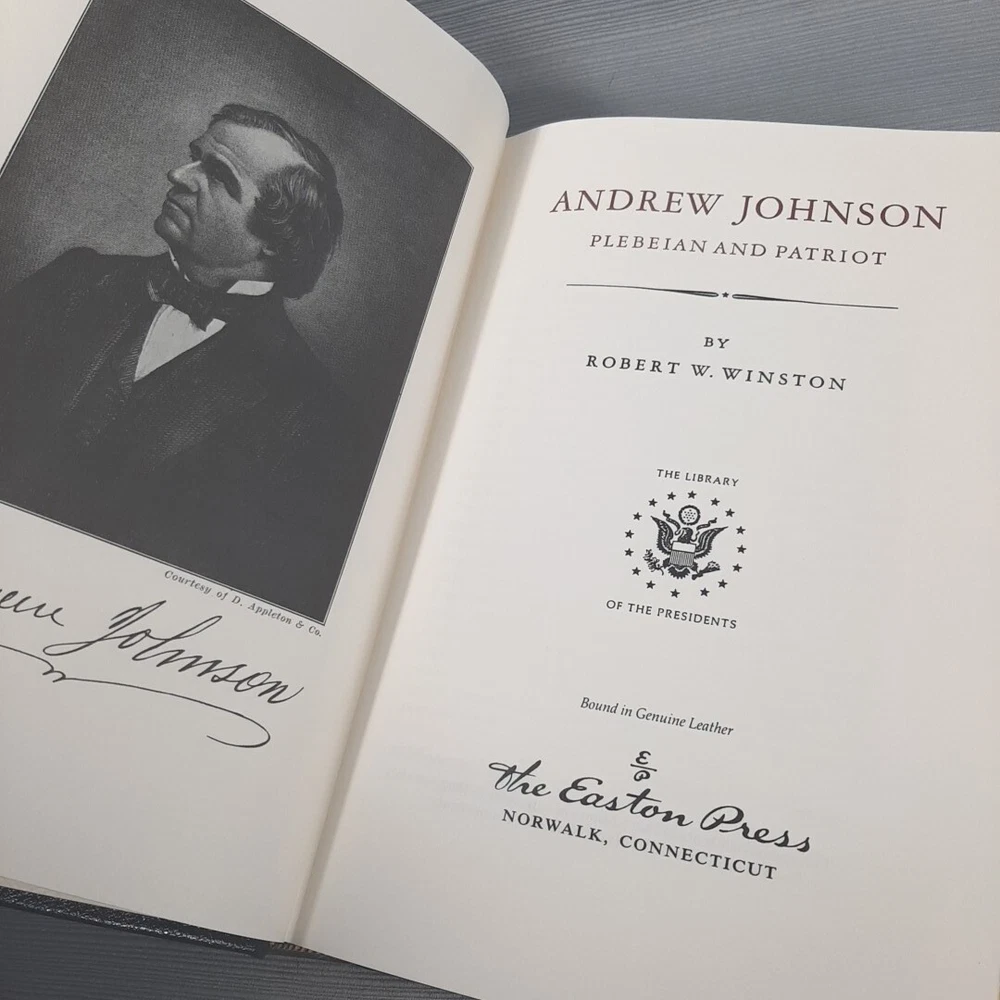 Courtesy of D. Appleton & Co.
Johnson
ANDREW JOHNSON
PLEBEIAN AND PATRIOT
BY
ROBERT W. WINSTON
THE LIBRARY
OF THE PRESIDENTS
Bound in Genuine Leather
E
P
The Easton Press
NORWALK, CONNECTICUT